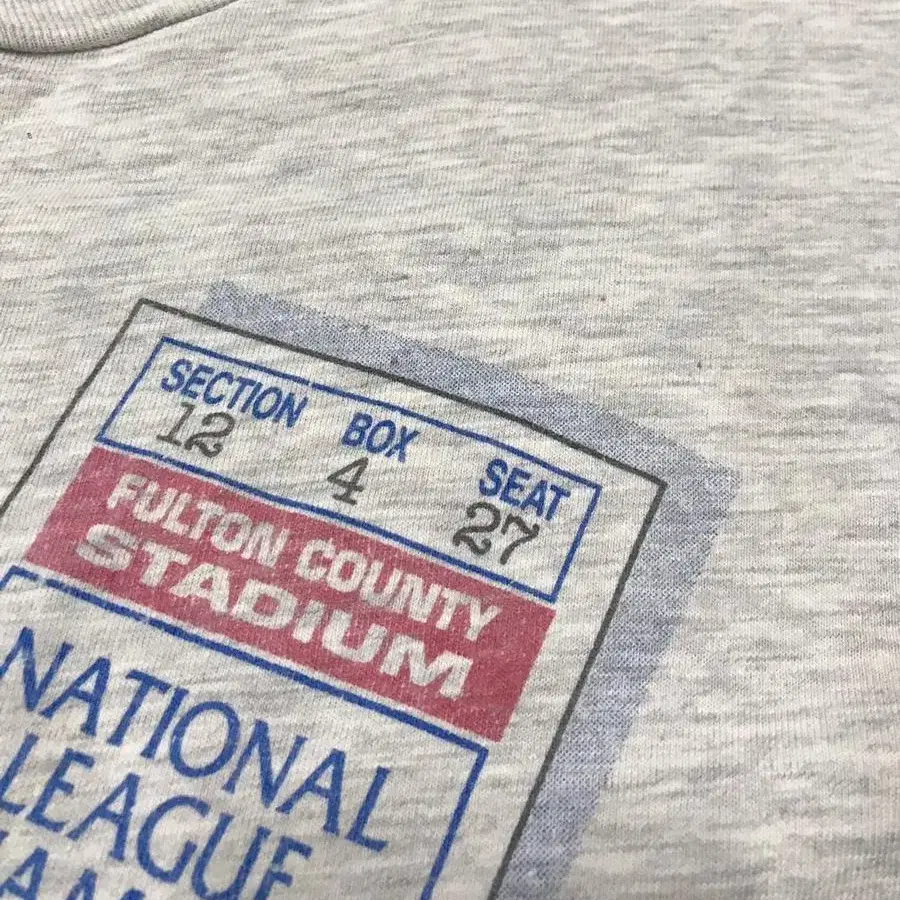 SECTION BOX SEAT
12 4 27
FULTON COUNTY
STADIUM
NATIONAL
LEAGUE